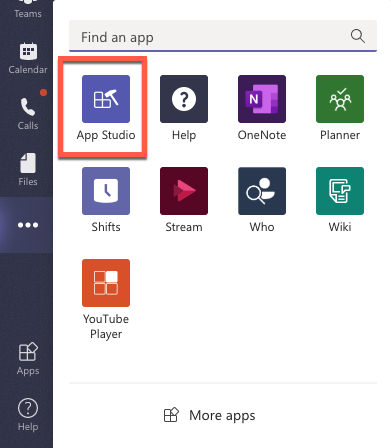 Teams
Calendar
Calls
Files
Apps
Help
Find an app
App Studio
Help
OneNote
Planner
Shifts
Stream
Who
Wiki
YouTube
Player
More apps